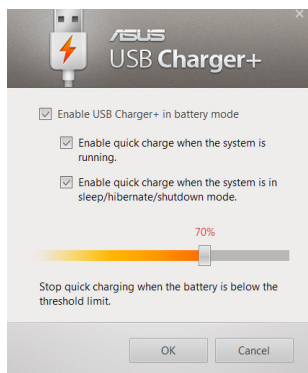 ASUS
USB Charger+
Enable USB Charger+ in battery mode
Enable quick charge when the system is
running.
Enable quick charge when the system is in
sleep/hibernate/shutdown mode.
70%
Stop quick charging when the battery is below the
threshold limit.
OK
Cancel